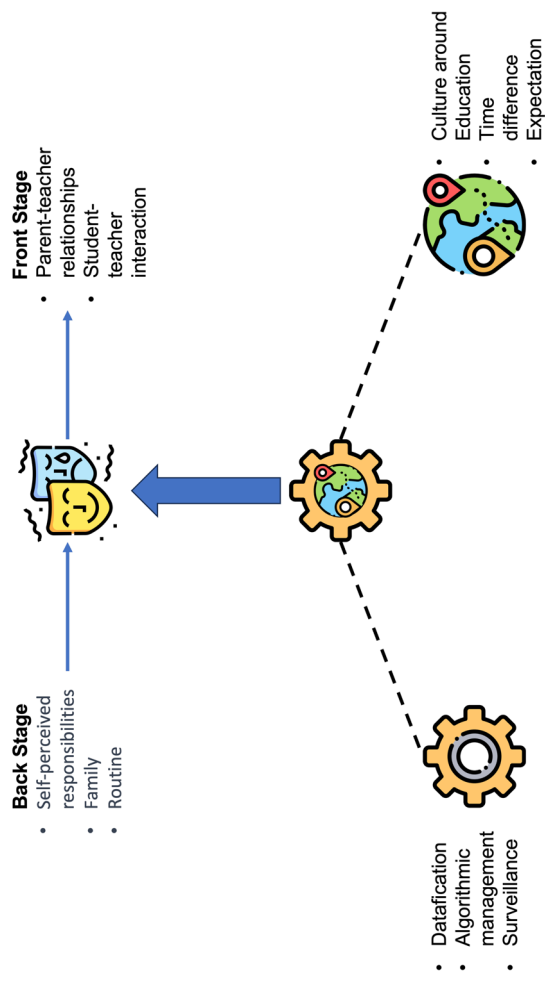 Back Stage
• Self-perceived
responsibilities
• Family
• Routine
Front Stage
• Parent-teacher
relationships
• Student-
teacher
interaction
• Datafication
• Algorithmic
management
• Surveillance
• Culture around
Education
• Time
difference
• Expectation